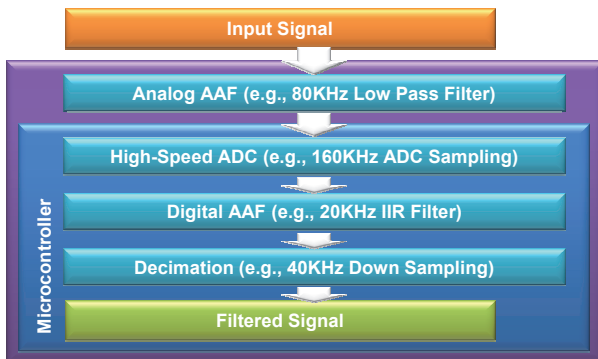 Input Signal
Analog AAF (e.g., 80KHz Low Pass Filter)
High-Speed ADC (e.g., 160KHz ADC Sampling)
Digital AAF (e.g., 20KHz IIR Filter)
Decimation (e.g., 40KHz Down Sampling)
Filtered Signal
Microcontroller